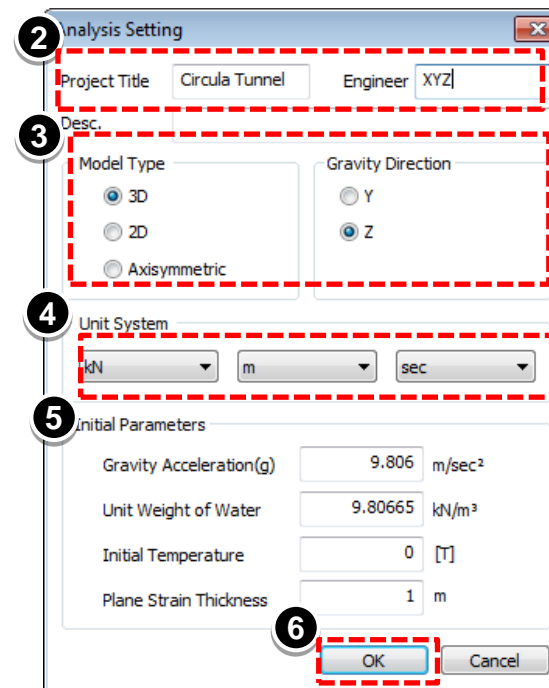 2
Analysis Setting
Project Title Circula Tunnel Engineer XYZ
Desc.
3
Model Type Gravity Direction
3D Y
2D Z
Axisymmetric
4
Unit System
kN m sec
5
Initial Parameters
Gravity Acceleration(g) 9.806 m/sec²
Unit Weight of Water 9.80665 kN/m³
Initial Temperature 0 [T]
Plane Strain Thickness 1 m
6
OK Cancel